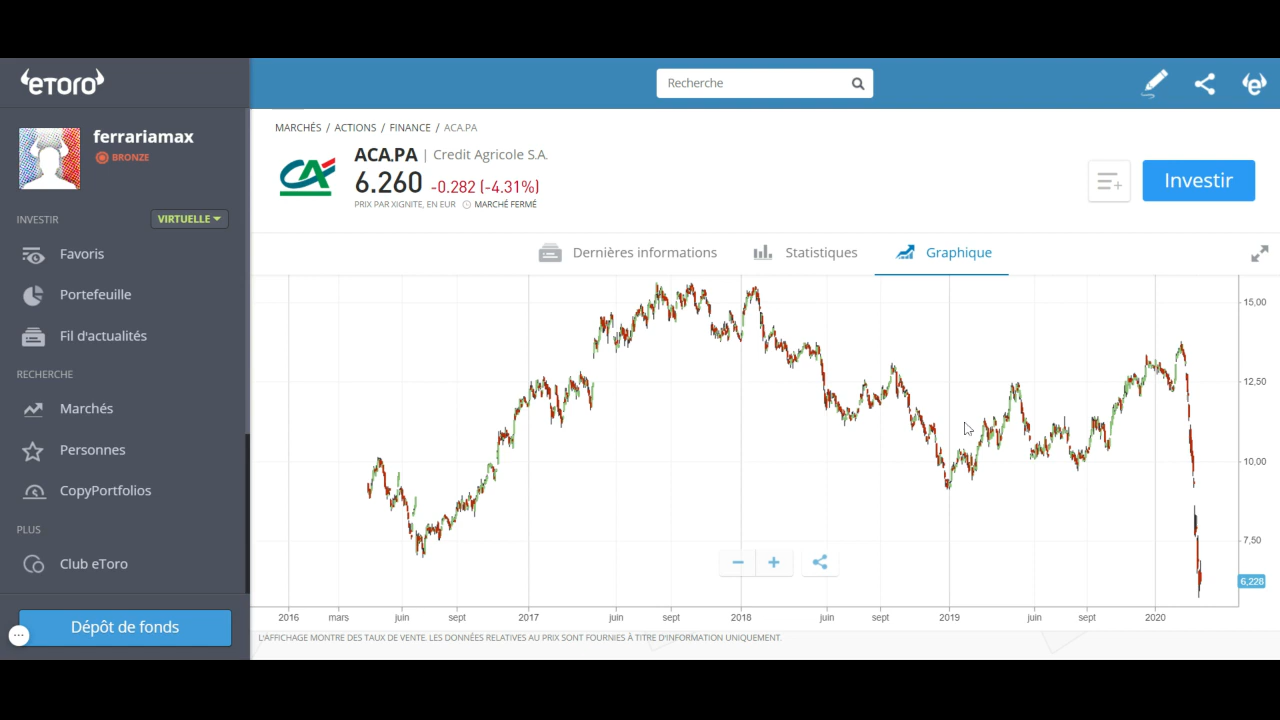 eToro
Recherche
ferrariamax
BRONZE
INVESTIR
VIRTUELLE
Favoris
Portefeuille
Fil d'actualités
RECHERCHE
Marchés
Personnes
CopyPortfolios
PLUS
Club eToro
Dépôt de fonds
MARCHÉS / ACTIONS / FINANCE / ACA.PA
ACA.PA | Credit Agricole S.A.
6.260 -0.282 (-4.31%)
PRIX PAR XIGNITE, EN EUR MARCHÉ FERMÉ
Investir
Dernières informations
Statistiques
Graphique
15,00
12,50
10,00
7,50
6,228
2016 mars juin sept 2017 juin sept 2018 juin sept 2019 juin sept 2020
L'AFFICHAGE MONTRE DES TAUX DE VENTE. LES DONNÉES RELATIVES AU PRIX SONT FOURNIES À TITRE D'INFORMATION UNIQUEMENT.